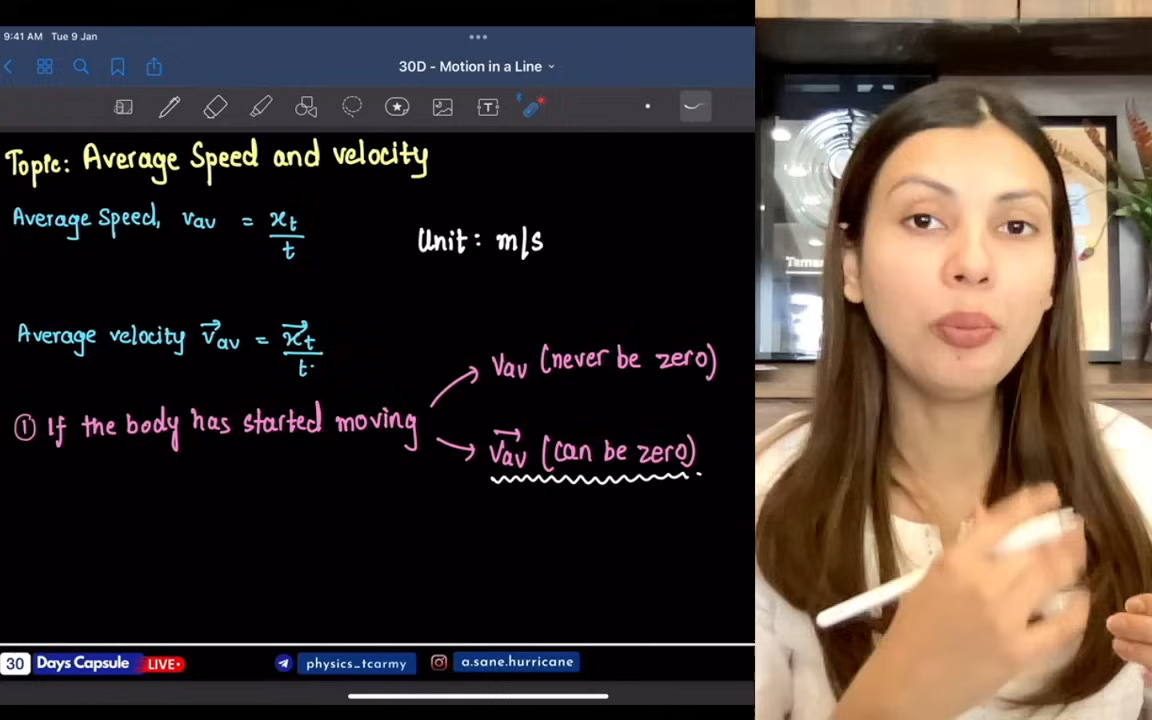 9:41 AM Tue 9 Jan
30D - Motion in a Line
Topic: Average Speed and velocity
Average Speed, vav = xt/t
Unit: m/s
Average velocity v⃗av = x⃗t/t
① If the body has started moving
vav (never be zero)
v⃗av (can be zero)
30 Days Capsule LIVE
physics_tcarmy
a.sane.hurricane